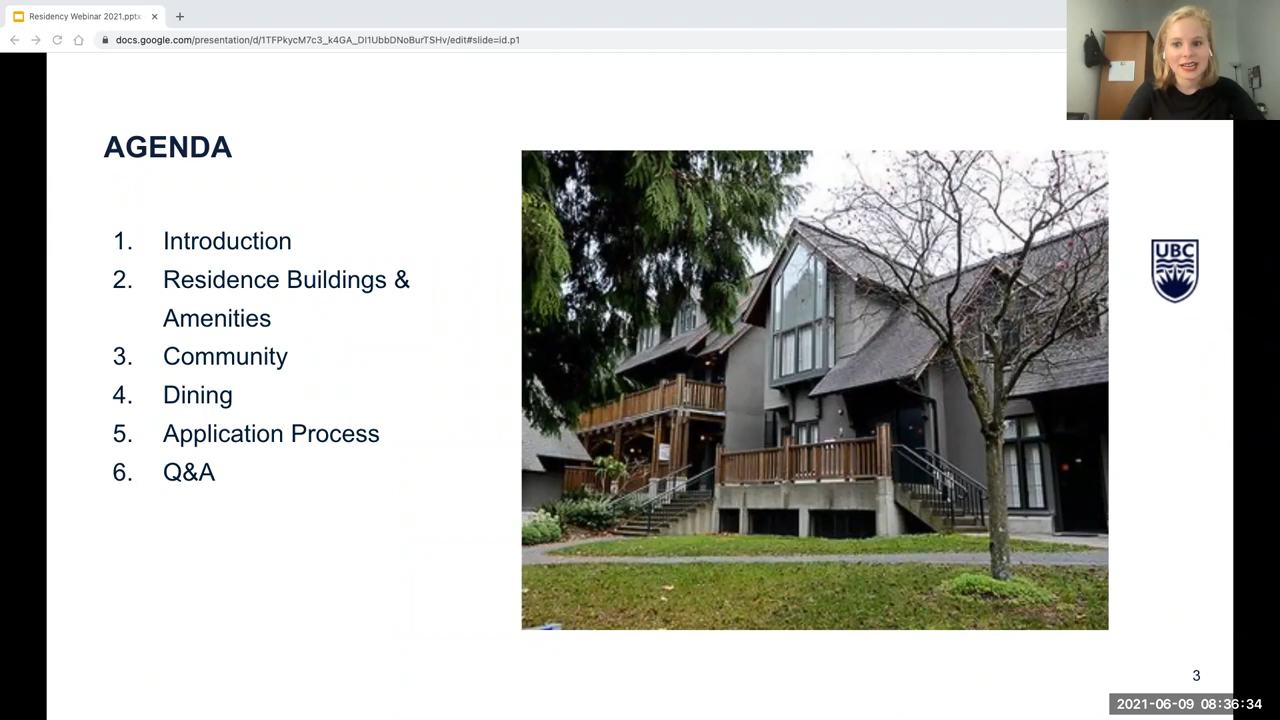 Residency Webinar 2021.pptx
docs.google.com/presentation/d/1TFPkycM7c3_k4GA_DI1UbbDNoBurTSHv/edit#slide=id.p1
AGENDA
1. Introduction
2. Residence Buildings &
Amenities
3. Community
4. Dining
5. Application Process
6. Q&A
UBC
3
2021-06-09 08:36:34